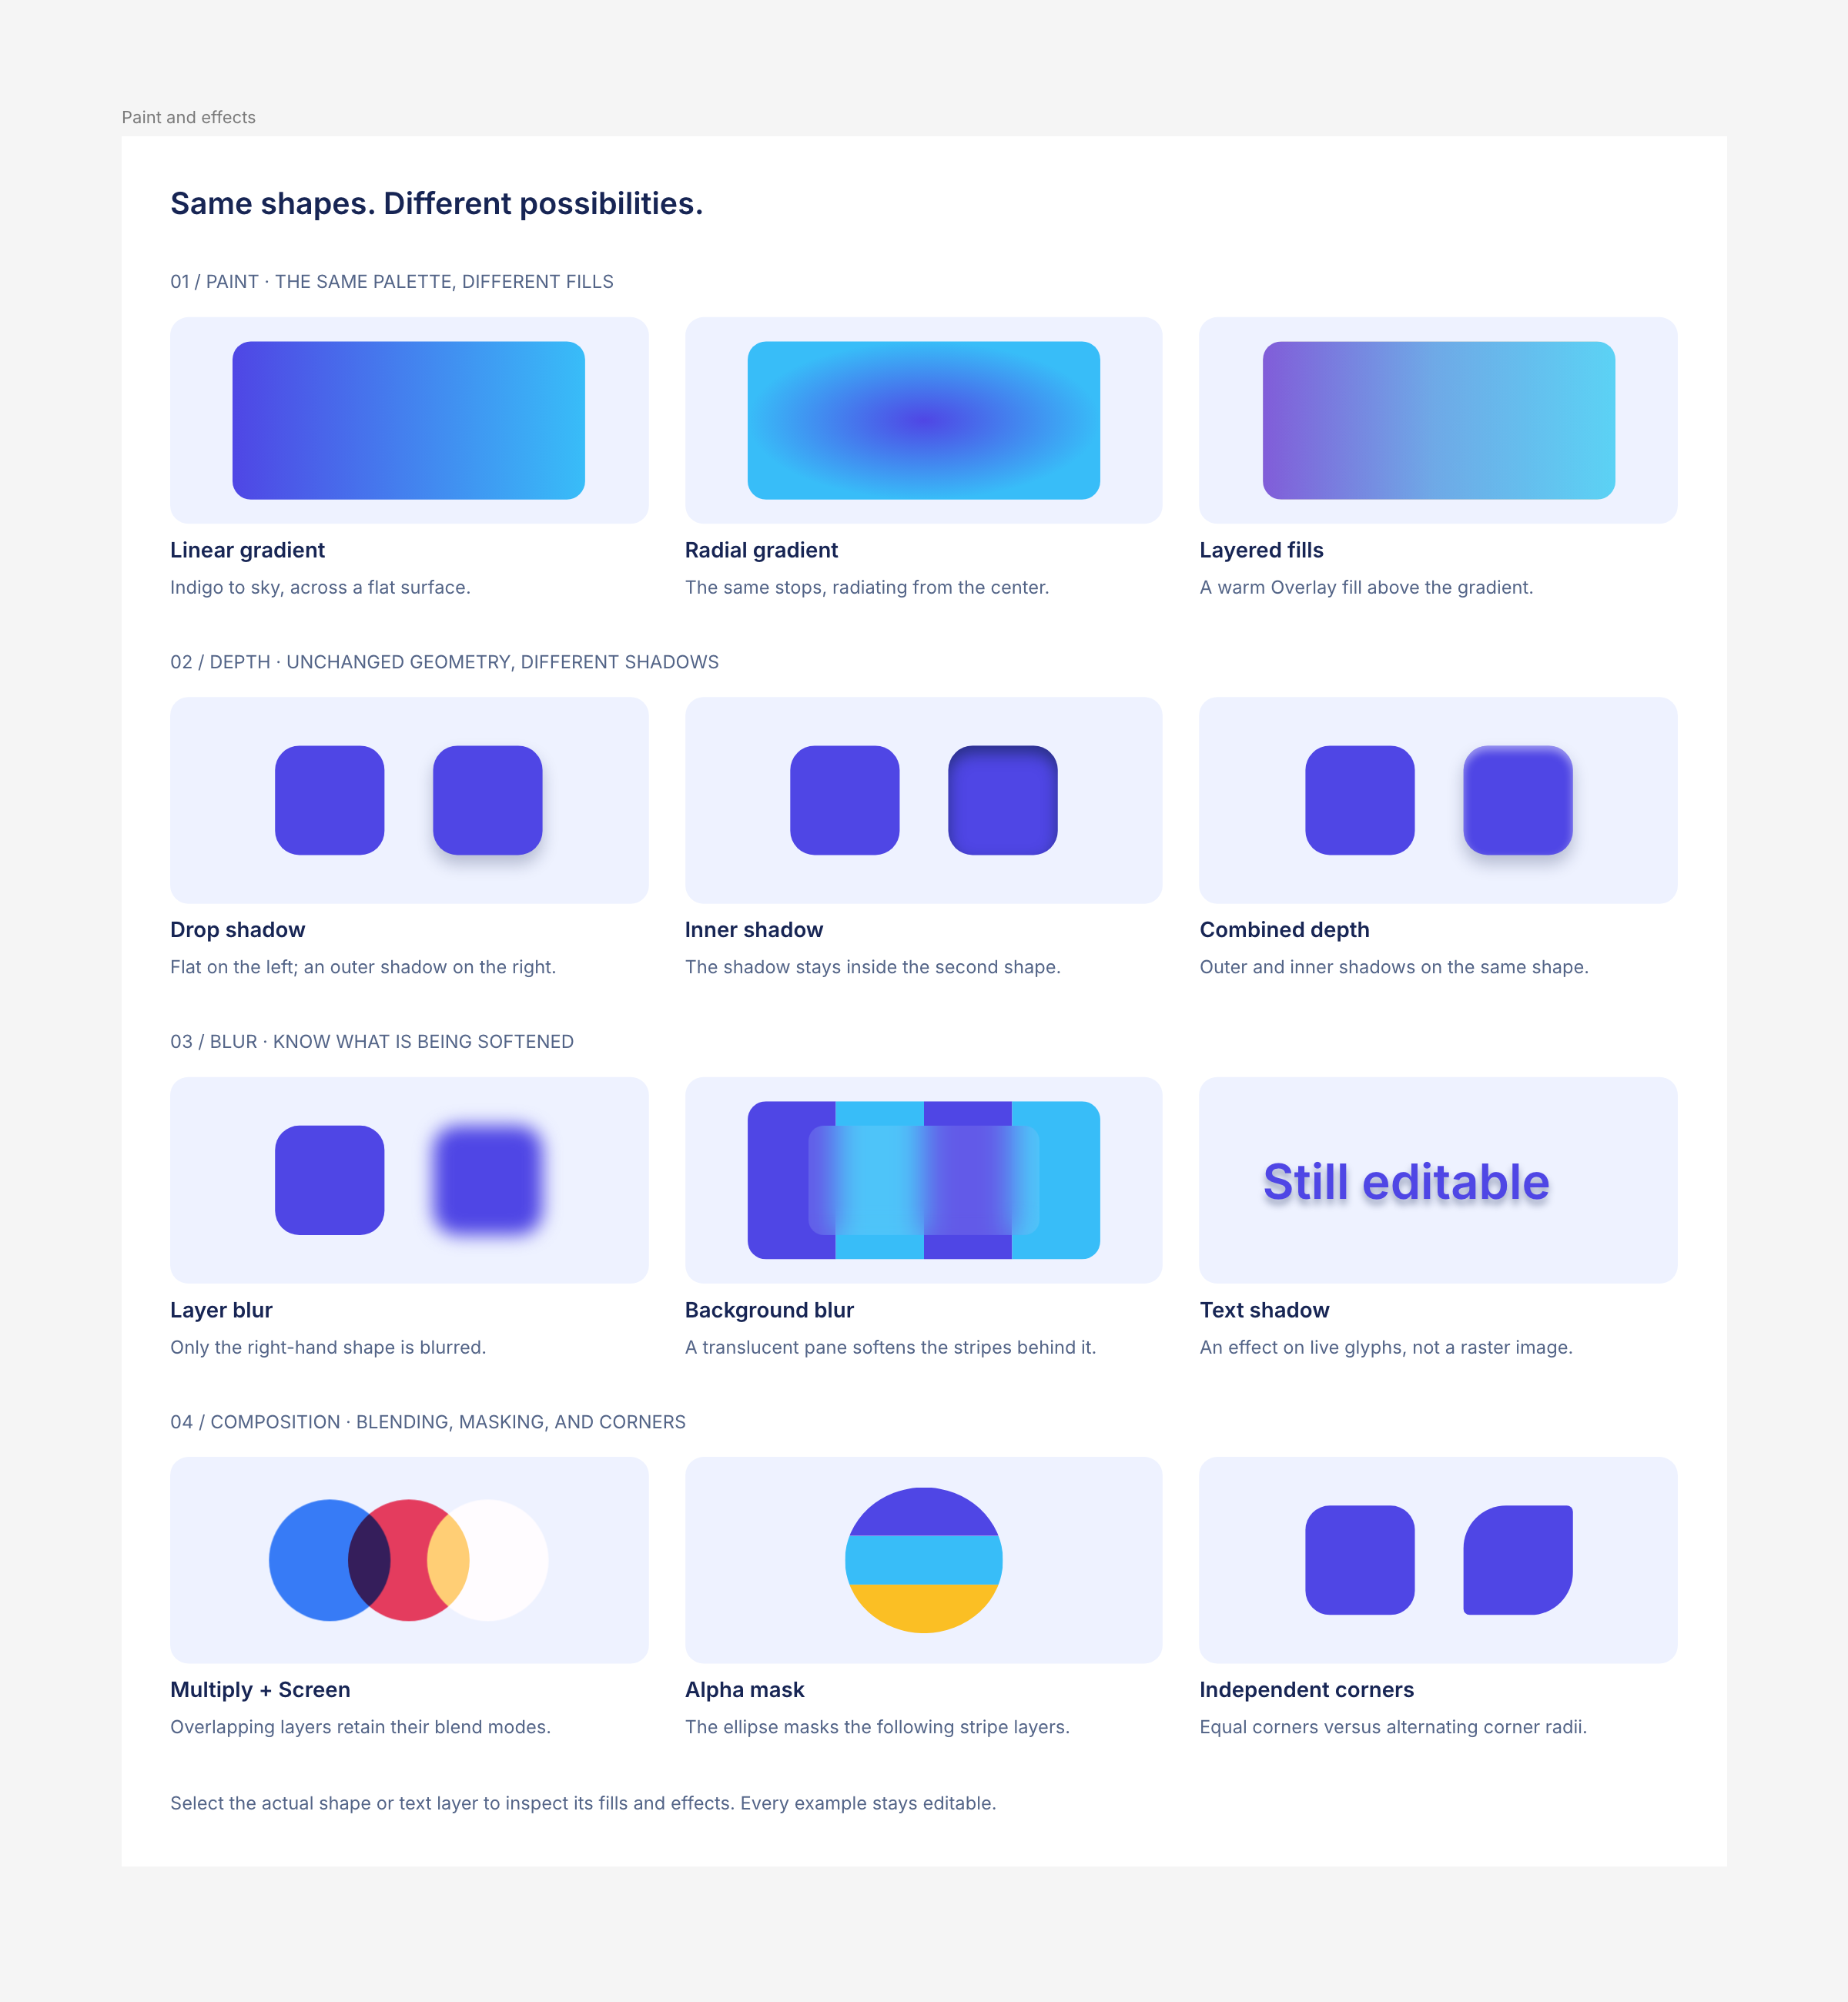 Paint and effects
Same shapes. Different possibilities.
01 / PAINT · THE SAME PALETTE, DIFFERENT FILLS
Linear gradient
Indigo to sky, across a flat surface.
Radial gradient
The same stops, radiating from the center.
Layered fills
A warm Overlay fill above the gradient.
02 / DEPTH · UNCHANGED GEOMETRY, DIFFERENT SHADOWS
Drop shadow
Flat on the left; an outer shadow on the right.
Inner shadow
The shadow stays inside the second shape.
Combined depth
Outer and inner shadows on the same shape.
03 / BLUR · KNOW WHAT IS BEING SOFTENED
Layer blur
Only the right-hand shape is blurred.
Background blur
A translucent pane softens the stripes behind it.
Still editable
Text shadow
An effect on live glyphs, not a raster image.
04 / COMPOSITION · BLENDING, MASKING, AND CORNERS
Multiply + Screen
Overlapping layers retain their blend modes.
Alpha mask
The ellipse masks the following stripe layers.
Independent corners
Equal corners versus alternating corner radii.
Select the actual shape or text layer to inspect its fills and effects. Every example stays editable.